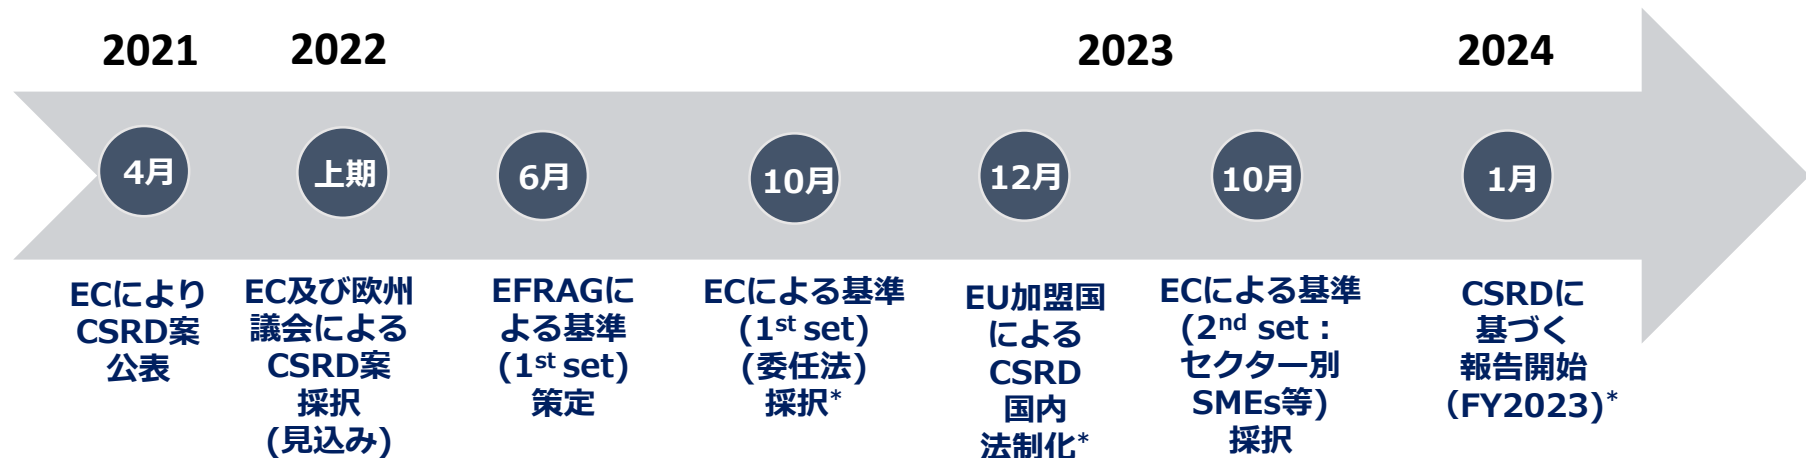 2021
2022
2023
2024
4月
上期
6月
10月
12月
10月
1月
ECにより
CSRD案
公表
EC及び欧州
議会による
CSRD案
採択
(見込み)
EFRAGに
よる基準
(1st set)
策定
ECによる基準
(1st set)
(委任法)
採択*
EU加盟国
による
CSRD
国内
法制化*
ECによる基準
(2nd set：
セクター別
SMEs等)
採択
CSRDに
基づく
報告開始
（FY2023)*